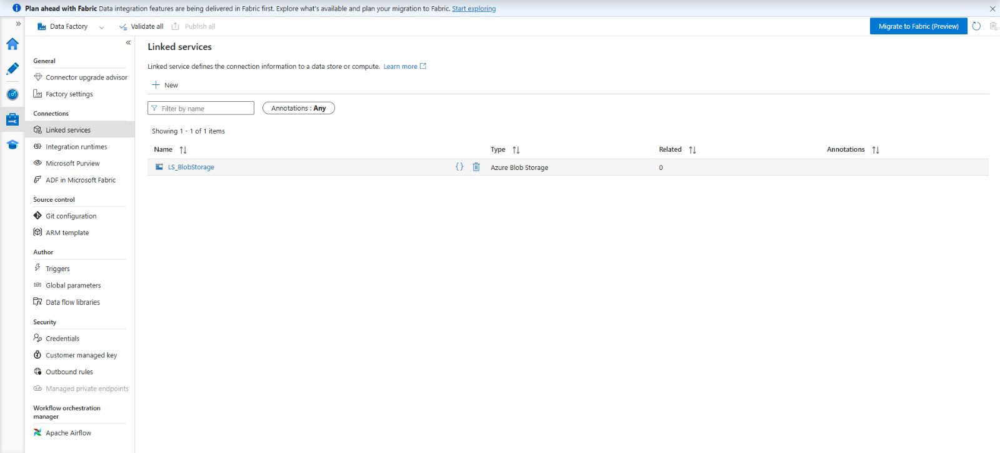 Plan ahead with Fabric Data integration features are being delivered in Fabric first. Explore what's available and plan your migration to Fabric. Start exploring
Data Factory Validate all Publish all Migrate to Fabric (Preview)
General
Connector upgrade advisor
Factory settings
Connections
Linked services
Integration runtimes
Microsoft Purview
ADF in Microsoft Fabric
Source control
Git configuration
ARM template
Author
Triggers
Global parameters
Data flow libraries
Security
Credentials
Customer managed key
Outbound rules
Managed private endpoints
Workflow orchestration
manager
Apache Airflow
Linked services
Linked service defines the connection information to a data store or compute. Learn more
New
Filter by name Annotations : Any
Showing 1 - 1 of 1 items
Name Type Related Annotations
LS_BlobStorage {} Azure Blob Storage 0